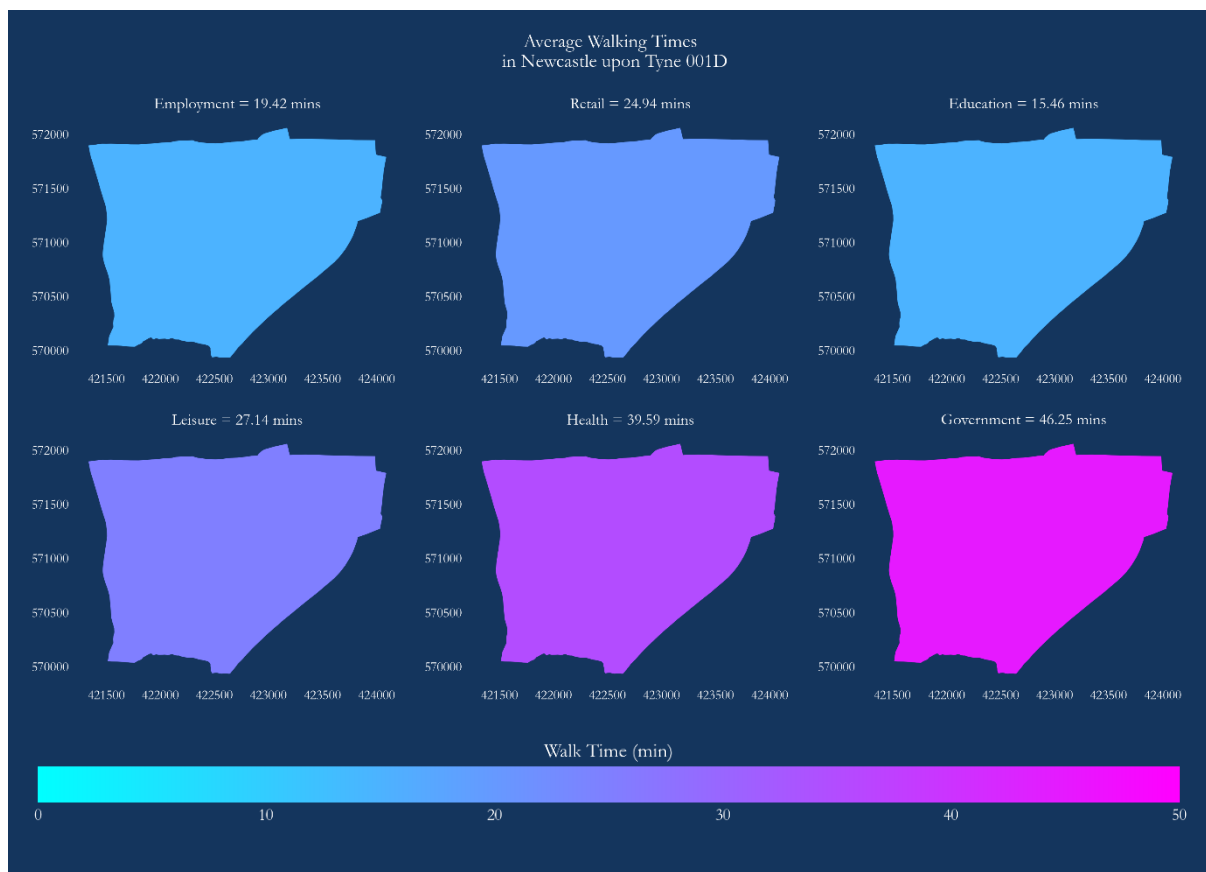 Average Walking Times
in Newcastle upon Tyne 001D
Employment = 19.42 mins
Retail = 24.94 mins
Education = 15.46 mins
572000
571500
571000
570500
570000
421500 422000 422500 423000 423500 424000
572000
571500
571000
570500
570000
421500 422000 422500 423000 423500 424000
572000
571500
571000
570500
570000
421500 422000 422500 423000 423500 424000
Leisure = 27.14 mins
Health = 39.59 mins
Government = 46.25 mins
572000
571500
571000
570500
570000
421500 422000 422500 423000 423500 424000
572000
571500
571000
570500
570000
421500 422000 422500 423000 423500 424000
572000
571500
571000
570500
570000
421500 422000 422500 423000 423500 424000
Walk Time (min)
0 10 20 30 40 50